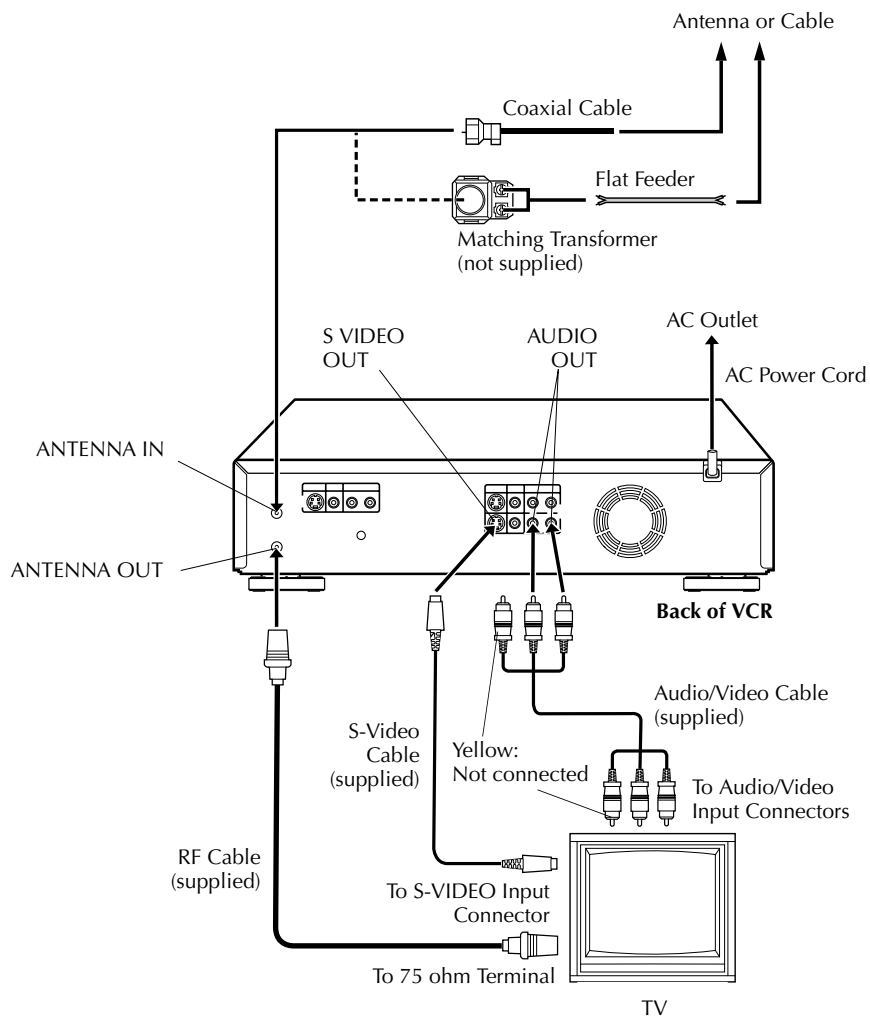 Antenna or Cable
Coaxial Cable
Flat Feeder
Matching Transformer
(not supplied)
S VIDEO
OUT
AUDIO
OUT
AC Outlet
AC Power Cord
ANTENNA IN
ANTENNA OUT
Back of VCR
Audio/Video Cable
(supplied)
S-Video
Cable
(supplied)
Yellow:
Not connected
To Audio/Video
Input Connectors
RF Cable
(supplied)
To S-VIDEO Input
Connector
To 75 ohm Terminal
TV